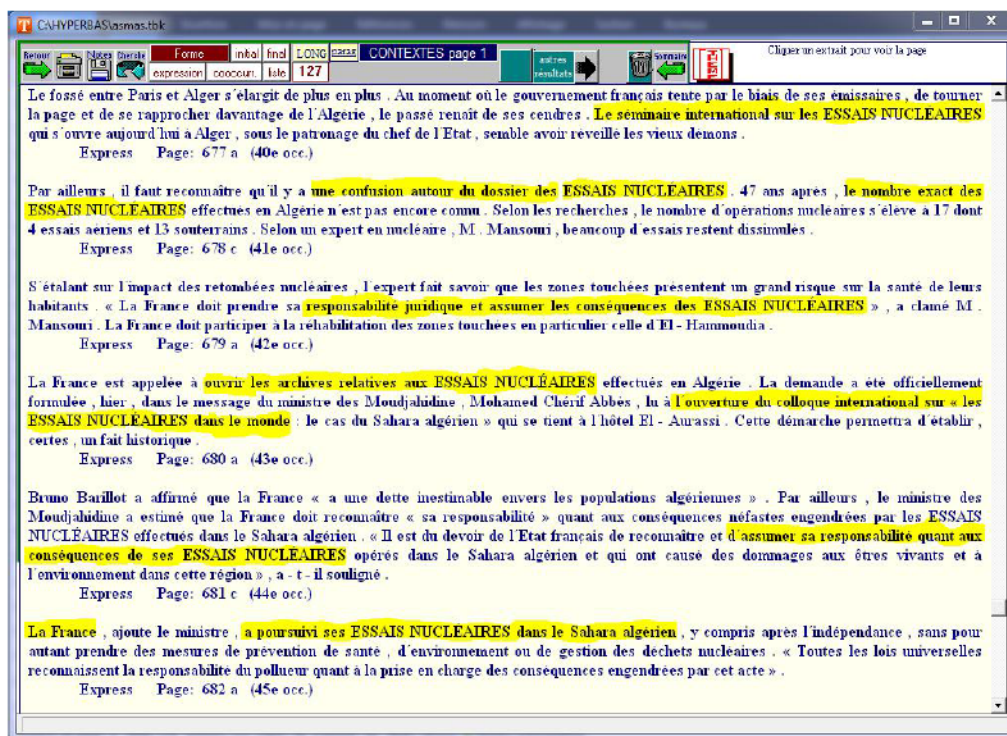 C:\HYPERBAS\asmas.tbk
Retour Notes Cherche Forme initial final LONG paras CONTEXTES page 1 autres résultats Sommaire Cliquer un extrait pour voir la page
expression cooccurr. liste 127
Le fossé entre Paris et Alger s'élargit de plus en plus . Au moment où le gouvernement français tente par le biais de ses émissaires , de tourner
la page et de se rapprocher davantage de l'Algérie , le passé renaît de ses cendres . Le séminaire international sur les ESSAIS NUCLÉAIRES
qui s'ouvre aujourd'hui à Alger , sous le patronage du chef de l'Etat , semble avoir réveillé les vieux démons .
Express Page: 677 a (40e occ.)
Par ailleurs , il faut reconnaître qu'il y a une confusion autour du dossier des ESSAIS NUCLÉAIRES . 47 ans après , le nombre exact des
ESSAIS NUCLÉAIRES effectués en Algérie n'est pas encore connu . Selon les recherches , le nombre d'opérations nucléaires s'élève à 17 dont
4 essais aériens et 13 souterrains . Selon un expert en nucléaire , M . Mansouri , beaucoup d'essais restent dissimulés .
Express Page: 678 c (41e occ.)
S'étalant sur l'impact des retombées nucléaires , l'expert fait savoir que les zones touchées présentent un grand risque sur la santé de leurs
habitants . « La France doit prendre sa responsabilité juridique et assumer les conséquences des ESSAIS NUCLÉAIRES » , a clamé M .
Mansouri . La France doit participer à la réhabilitation des zones touchées en particulier celle d'El - Hammoudia .
Express Page: 679 a (42e occ.)
La France est appelée à ouvrir les archives relatives aux ESSAIS NUCLÉAIRES effectués en Algérie . La demande a été officiellement
formulée , hier , dans le message du ministre des Moudjahidine , Mohamed Chérif Abbès , lu à l'ouverture du colloque international sur « les
ESSAIS NUCLÉAIRES dans le monde : le cas du Sahara algérien » qui se tient à l'hôtel El - Aurassi . Cette démarche permettra d'établir ,
certes , un fait historique .
Express Page: 680 a (43e occ.)
Bruno Barillot a affirmé que la France « a une dette inestimable envers les populations algériennes » . Par ailleurs , le ministre des
Moudjahidine a estimé que la France doit reconnaître « sa responsabilité » quant aux conséquences néfastes engendrées par les ESSAIS
NUCLÉAIRES effectués dans le Sahara algérien . « Il est du devoir de l'Etat français de reconnaître et d'assumer sa responsabilité quant aux
conséquences de ses ESSAIS NUCLÉAIRES opérés dans le Sahara algérien et qui ont causé des dommages aux êtres vivants et à
l'environnement dans cette région » , a - t - il souligné .
Express Page: 681 c (44e occ.)
La France , ajoute le ministre , a poursuivi ses ESSAIS NUCLÉAIRES dans le Sahara algérien , y compris après l'indépendance , sans pour
autant prendre des mesures de prévention de santé , d'environnement ou de gestion des déchets nucléaires . « Toutes les lois universelles
reconnaissent la responsabilité du pollueur quant à la prise en charge des conséquences engendrées par cet acte » .
Express Page: 682 a (45e occ.)